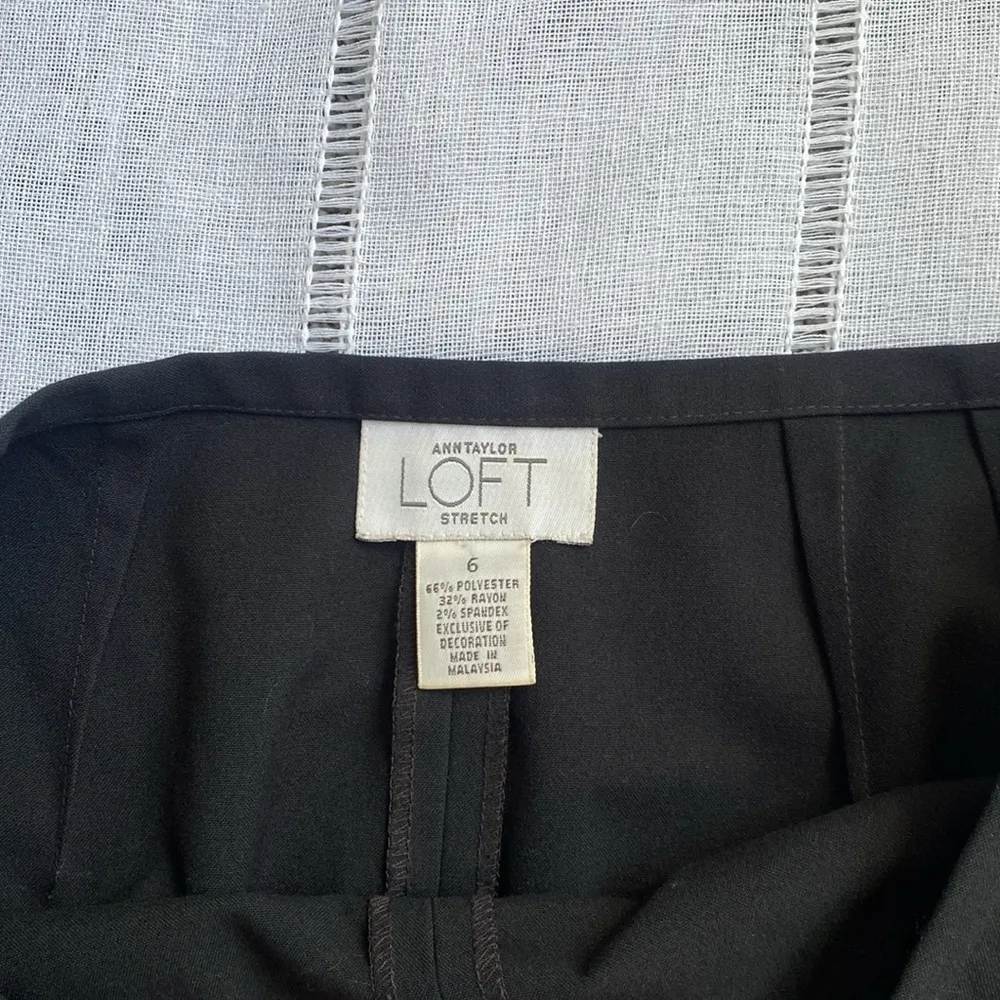 ANNTAYLOR
LOFT
STRETCH
6
66% POLYESTER
32% RAYON
2% SPANDEX
EXCLUSIVE OF
DECORATION
MADE IN
MALAYSIA